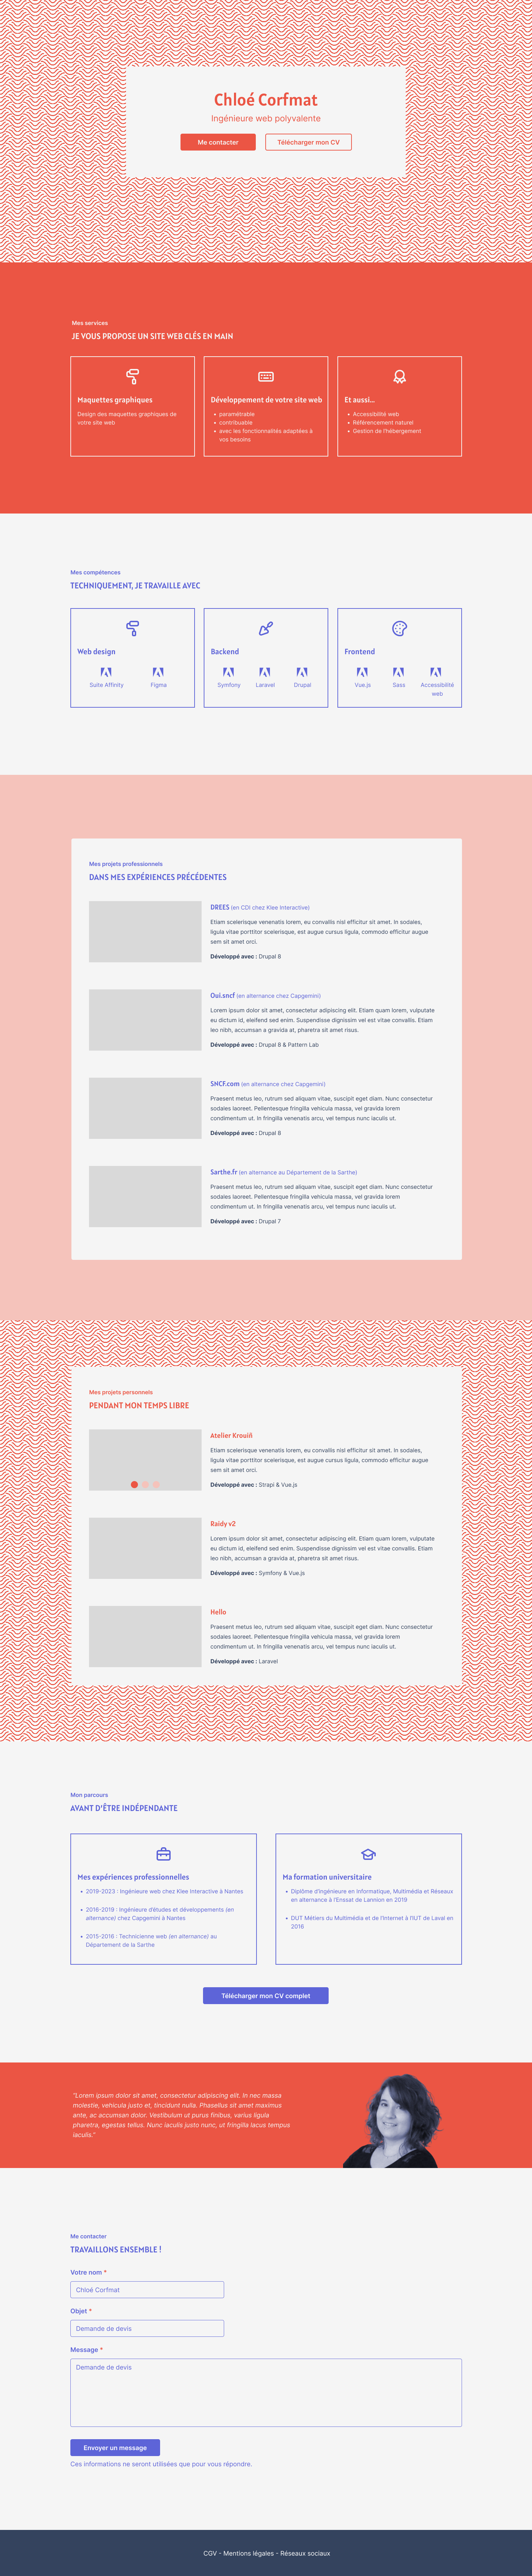 Chloé Corfmat
Ingénieure web polyvalente
Me contacter
Télécharger mon CV
Mes services
JE VOUS PROPOSE UN SITE WEB CLÉS EN MAIN
Maquettes graphiques
Design des maquettes graphiques de
votre site web
Développement de votre site web
• paramétrable
• contribuable
• avec les fonctionnalités adaptées à
vos besoins
Et aussi...
• Accessibilité web
• Référencement naturel
• Gestion de l'hébergement
Mes compétences
TECHNIQUEMENT, JE TRAVAILLE AVEC
Web design
Suite Affinity
Figma
Backend
Symfony
Laravel
Drupal
Frontend
Vue.js
Sass
Accessibilité
web
Mes projets professionnels
DANS MES EXPÉRIENCES PRÉCÉDENTES
DREES (en CDI chez Klee Interactive)
Etiam scelerisque venenatis lorem, eu convallis nisl efficitur sit amet. In sodales,
ligula vitae porttitor scelerisque, est augue cursus ligula, commodo efficitur augue
sem sit amet orci.
Développé avec : Drupal 8
Oui.sncf (en alternance chez Capgemini)
Lorem ipsum dolor sit amet, consectetur adipiscing elit. Etiam quam lorem, vulputate
eu dictum id, eleifend sed enim. Suspendisse dignissim vel est vitae convallis. Etiam
leo nibh, accumsan a gravida at, pharetra sit amet risus.
Développé avec : Drupal 8 & Pattern Lab
SNCF.com (en alternance chez Capgemini)
Praesent metus leo, rutrum sed aliquam vitae, suscipit eget diam. Nunc consectetur
sodales laoreet. Pellentesque fringilla vehicula massa, vel gravida lorem
condimentum ut. In fringilla venenatis arcu, vel tempus nunc iaculis ut.
Développé avec : Drupal 8
Sarthe.fr (en alternance au Département de la Sarthe)
Praesent metus leo, rutrum sed aliquam vitae, suscipit eget diam. Nunc consectetur
sodales laoreet. Pellentesque fringilla vehicula massa, vel gravida lorem
condimentum ut. In fringilla venenatis arcu, vel tempus nunc iaculis ut.
Développé avec : Drupal 7
Mes projets personnels
PENDANT MON TEMPS LIBRE
Atelier Krouiñ
Etiam scelerisque venenatis lorem, eu convallis nisl efficitur sit amet. In sodales,
ligula vitae porttitor scelerisque, est augue cursus ligula, commodo efficitur augue
sem sit amet orci.
Développé avec : Strapi & Vue.js
Raidy v2
Lorem ipsum dolor sit amet, consectetur adipiscing elit. Etiam quam lorem, vulputate
eu dictum id, eleifend sed enim. Suspendisse dignissim vel est vitae convallis. Etiam
leo nibh, accumsan a gravida at, pharetra sit amet risus.
Développé avec : Symfony & Vue.js
Hello
Praesent metus leo, rutrum sed aliquam vitae, suscipit eget diam. Nunc consectetur
sodales laoreet. Pellentesque fringilla vehicula massa, vel gravida lorem
condimentum ut. In fringilla venenatis arcu, vel tempus nunc iaculis ut.
Développé avec : Laravel
Mon parcours
AVANT D'ÊTRE INDÉPENDANTE
Mes expériences professionnelles
• 2019-2023 : Ingénieure web chez Klee Interactive à Nantes
• 2016-2019 : Ingénieure d'études et développements (en
alternance) chez Capgemini à Nantes
• 2015-2016 : Technicienne web (en alternance) au
Département de la Sarthe
Ma formation universitaire
• Diplôme d'ingénieure en Informatique, Multimédia et Réseaux
en alternance à l'Enssat de Lannion en 2019
• DUT Métiers du Multimédia et de l'Internet à l'IUT de Laval en
2016
Télécharger mon CV complet
"Lorem ipsum dolor sit amet, consectetur adipiscing elit. In nec massa
molestie, vehicula justo et, tincidunt nulla. Phasellus sit amet maximus
ante, ac accumsan dolor. Vestibulum ut purus finibus, varius ligula
pharetra, egestas tellus. Nunc iaculis justo nunc, ut fringilla lacus tempus
iaculis."
Me contacter
TRAVAILLONS ENSEMBLE !
Votre nom *
Chloé Corfmat
Objet *
Demande de devis
Message *
Demande de devis
Envoyer un message
Ces informations ne seront utilisées que pour vous répondre.
CGV - Mentions légales - Réseaux sociaux